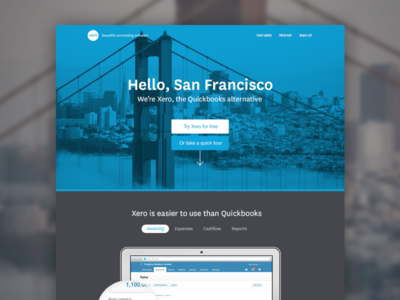 xero
Beautiful accounting software
FEATURES
PRICING
SIGN UP
Hello, San Francisco
We're Xero, the Quickbooks alternative
Try Xero for free
Or take a quick tour
Xero is easier to use than Quickbooks
Invoicing
Expenses
Cashflow
Reports
Sales
1,100